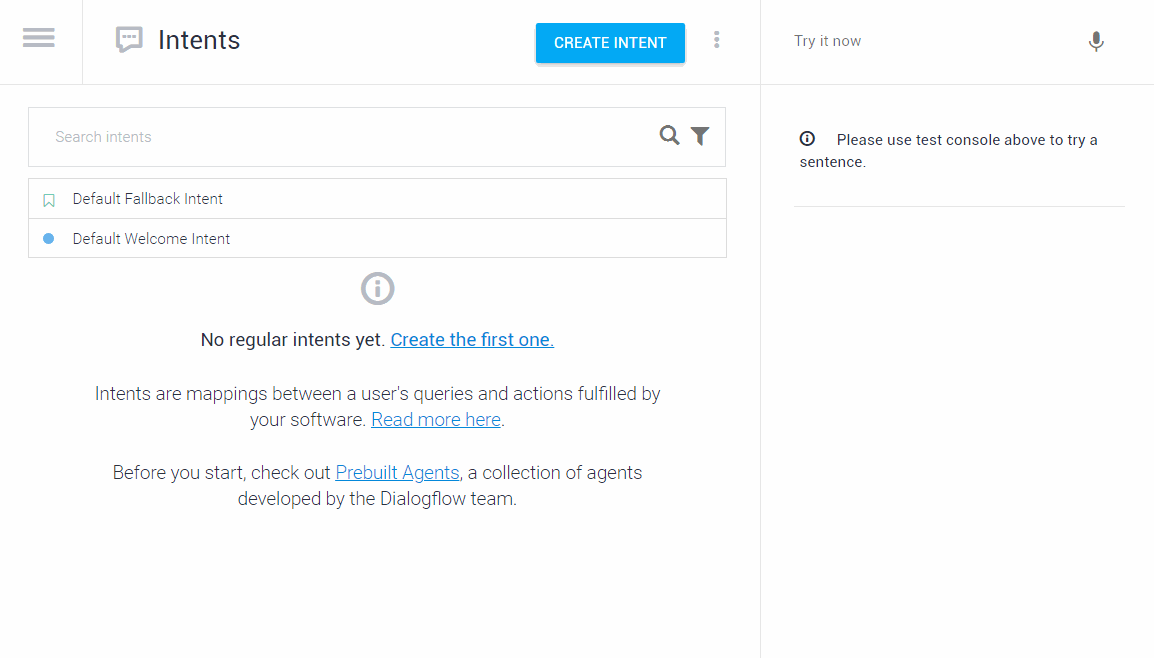 Intents
CREATE INTENT
Try it now
Search intents
Please use test console above to try a
sentence.
Default Fallback Intent
Default Welcome Intent
No regular intents yet. Create the first one.
Intents are mappings between a user's queries and actions fulfilled by
your software. Read more here.
Before you start, check out Prebuilt Agents, a collection of agents
developed by the Dialogflow team.